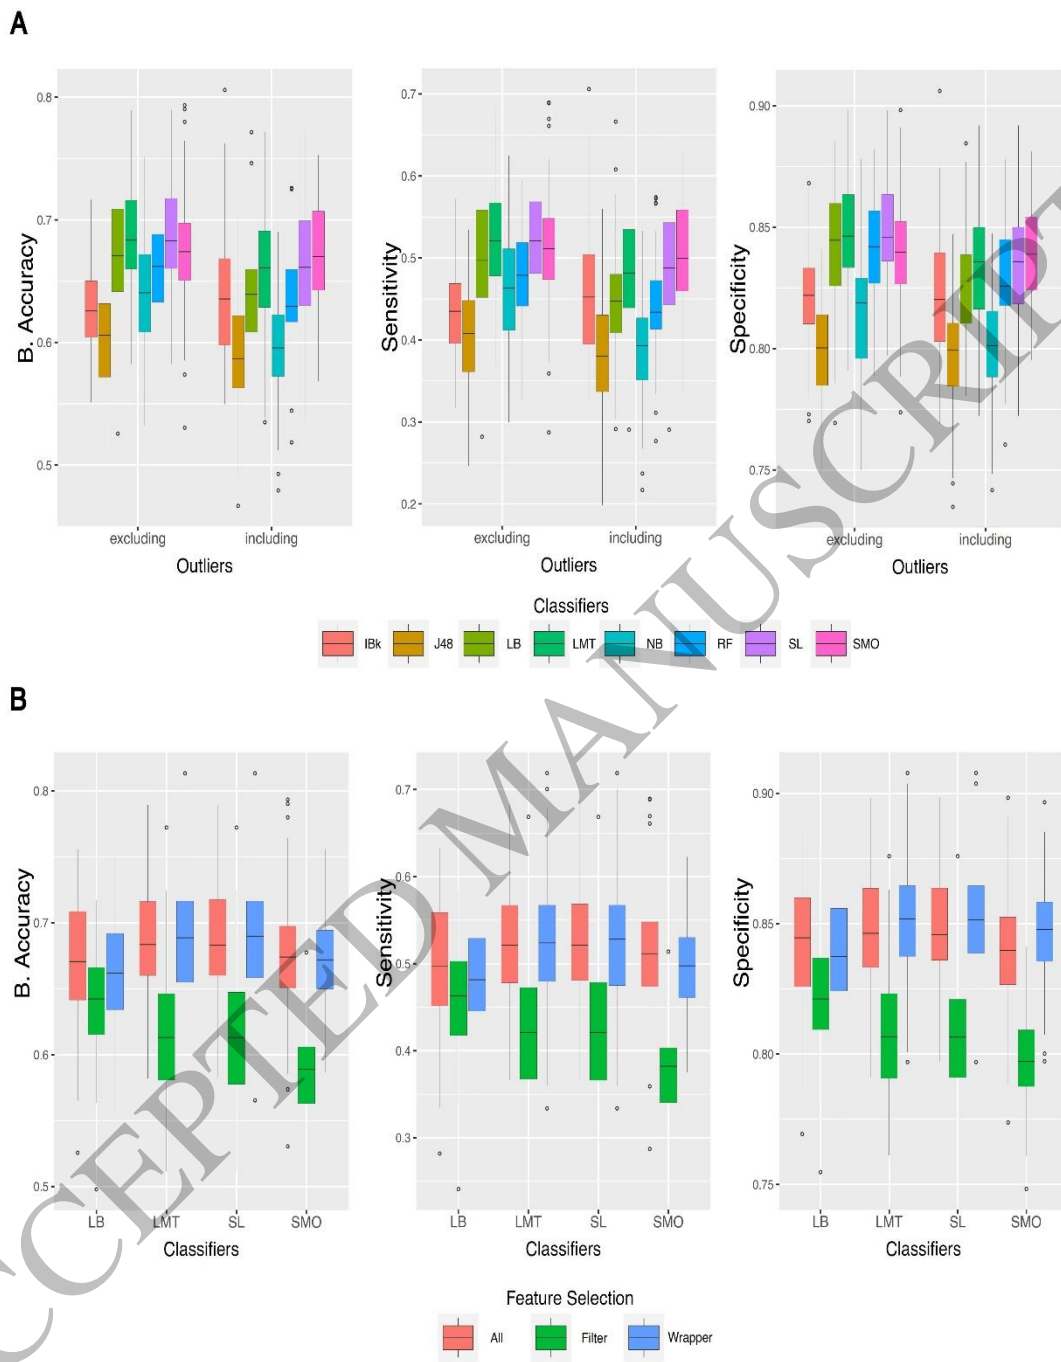 A
B. Accuracy
0.8
0.7
0.6
0.5
excluding
including
Outliers
Sensitivity
0.7
0.6
0.5
0.4
0.3
0.2
excluding
including
Outliers
Specificity
0.90
0.85
0.80
0.75
excluding
including
Outliers
Classifiers
IBk J48 LB LMT NB RF SL SMO
B
B. Accuracy
0.8
0.7
0.6
0.5
LB LMT SL SMO
Classifiers
Sensitivity
0.7
0.6
0.5
0.4
0.3
LB LMT SL SMO
Classifiers
Specificity
0.90
0.85
0.80
0.75
LB LMT SL SMO
Classifiers
Feature Selection
All Filter Wrapper
CCEPTED MANUSCRIPT